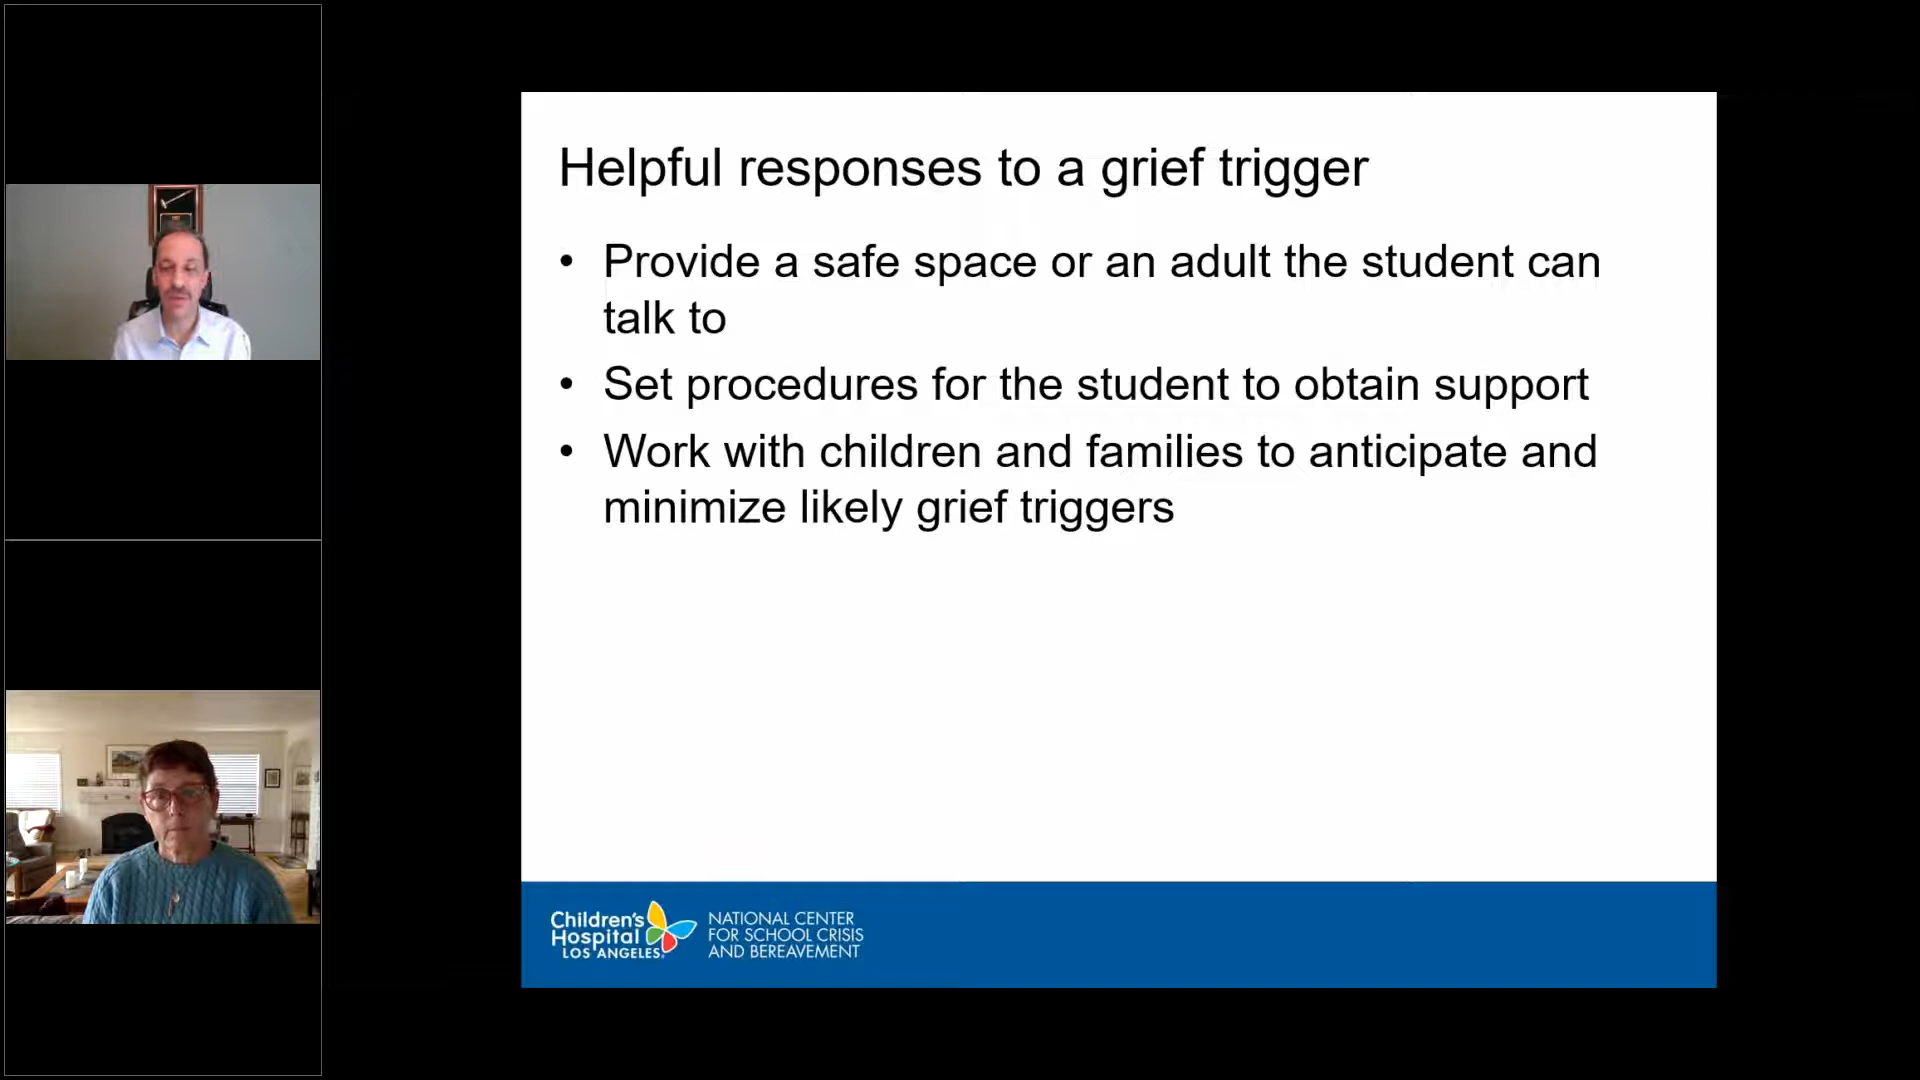 Helpful responses to a grief trigger
• Provide a safe space or an adult the student can
talk to
• Set procedures for the student to obtain support
• Work with children and families to anticipate and
minimize likely grief triggers
Children's
Hospital
LOS ANGELES
NATIONAL CENTER
FOR SCHOOL CRISIS
AND BEREAVEMENT